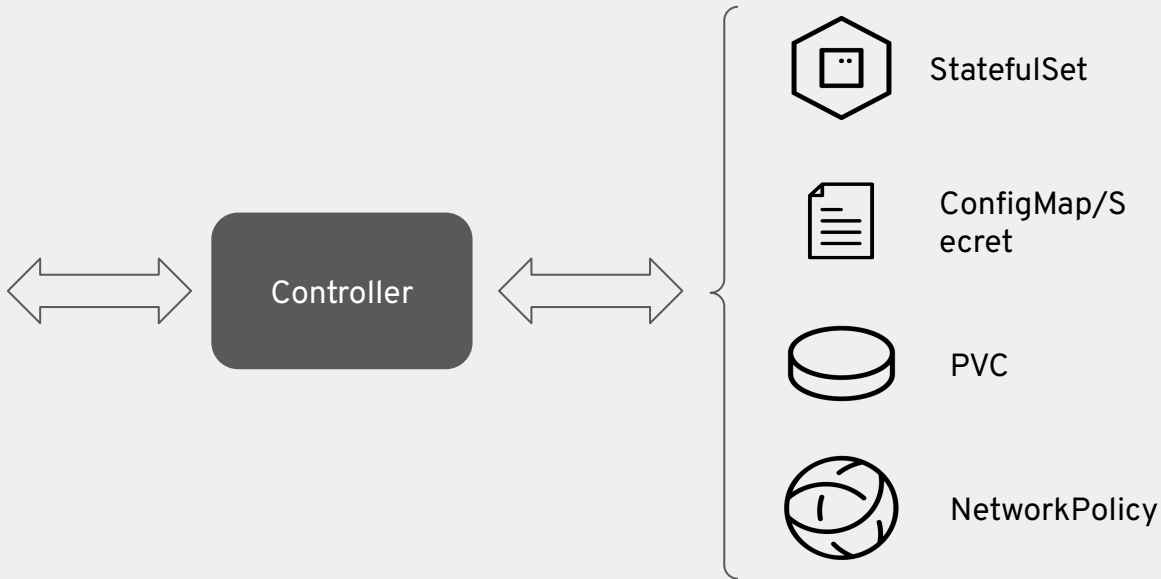 StatefulSet
ConfigMap/S
ecret
Controller
PVC
NetworkPolicy